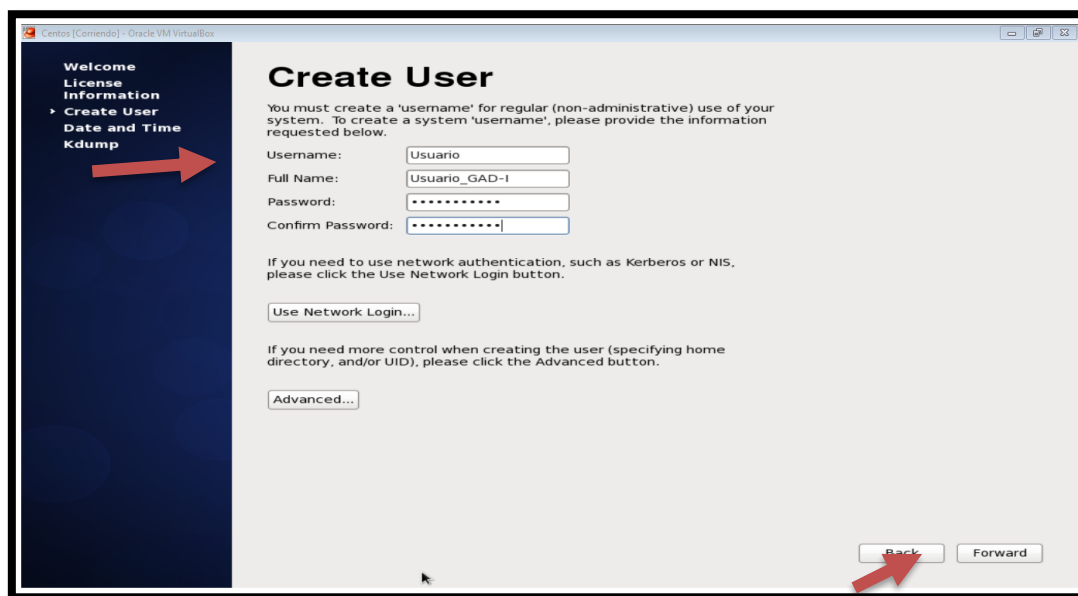 Centos [Corriendo] - Oracle VM VirtualBox
Welcome
License
Information
Create User
Date and Time
Kdump
Create User
You must create a 'username' for regular (non-administrative) use of your
system. To create a system 'username', please provide the information
requested below.
Username: Usuario
Full Name: Usuario_GAD-I
Password: •••••••••••
Confirm Password: •••••••••••
If you need to use network authentication, such as Kerberos or NIS,
please click the Use Network Login button.
Use Network Login...
If you need more control when creating the user (specifying home
directory, and/or UID), please click the Advanced button.
Advanced...
Back Forward